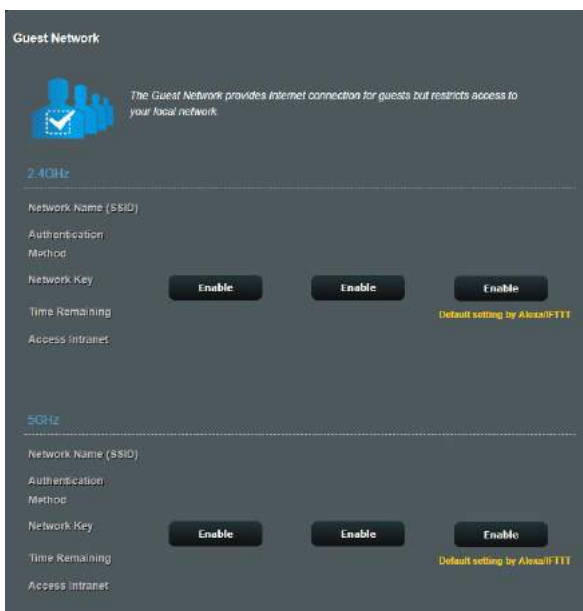 Guest Network
The Guest Network provides Internet connection for guests but restricts access to
your local network.
2.4GHz
Network Name (SSID)
Authentication
Method
Network Key
Enable Enable Enable
Time Remaining
Default setting by Alexa/IFTTT
Access Intranet
5GHz
Network Name (SSID)
Authentication
Method
Network Key
Enable Enable Enable
Time Remaining
Default setting by Alexa/IFTTT
Access Intranet